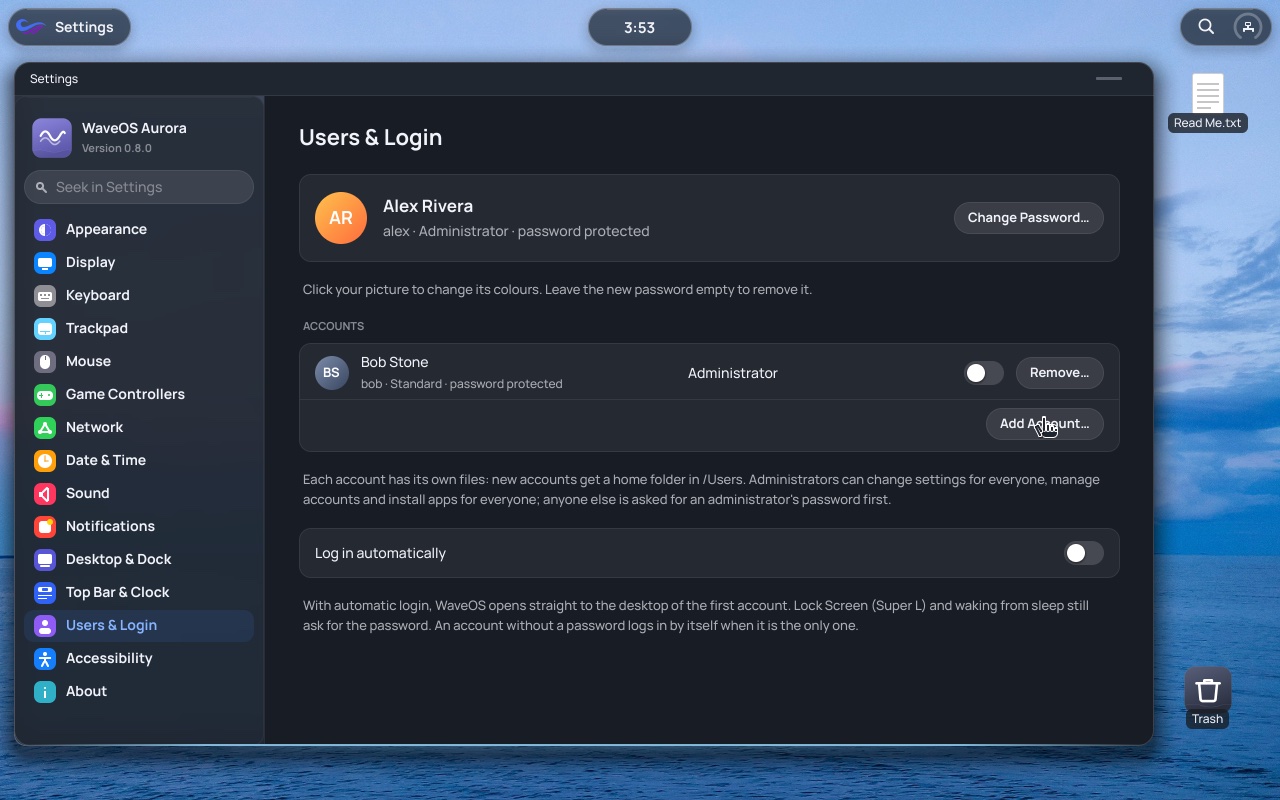 Settings
3:53
Settings
WaveOS Aurora
Version 0.8.0
Seek in Settings
Appearance
Display
Keyboard
Trackpad
Mouse
Game Controllers
Network
Date & Time
Sound
Notifications
Desktop & Dock
Top Bar & Clock
Users & Login
Accessibility
About
Users & Login
AR
Alex Rivera
alex · Administrator · password protected
Change Password...
Click your picture to change its colours. Leave the new password empty to remove it.
ACCOUNTS
BS
Bob Stone
bob · Standard · password protected
Administrator
Remove...
Add Account...
Each account has its own files: new accounts get a home folder in /Users. Administrators can change settings for everyone, manage
accounts and install apps for everyone; anyone else is asked for an administrator's password first.
Log in automatically
With automatic login, WaveOS opens straight to the desktop of the first account. Lock Screen (Super L) and waking from sleep still
ask for the password. An account without a password logs in by itself when it is the only one.
Read Me.txt
Trash